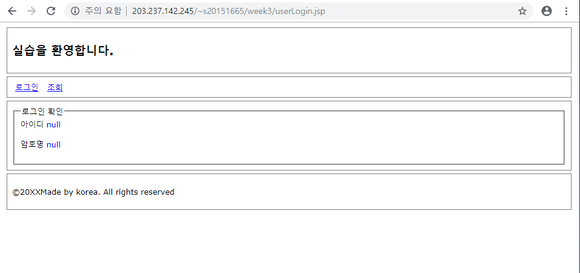 주의 요함 | 203.237.142.245/~s20151665/week3/userLogin.jsp
실습을 환영합니다.
로그인 조회
로그인 확인
아이디 null
암호명 null
©20XXMade by korea. All rights reserved